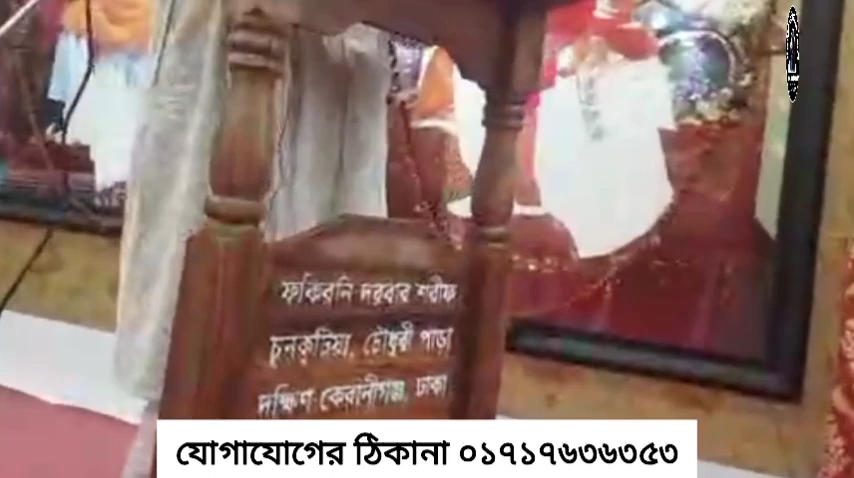 ফকিরনি দরবার শরীফ
চুনকুটিয়া, চৌধুরী পাড়া
দক্ষিণ কেরানীগঞ্জ, ঢাকা
যোগাযোগের ঠিকানা ০১৭১৭৬৩৬৩৫৩